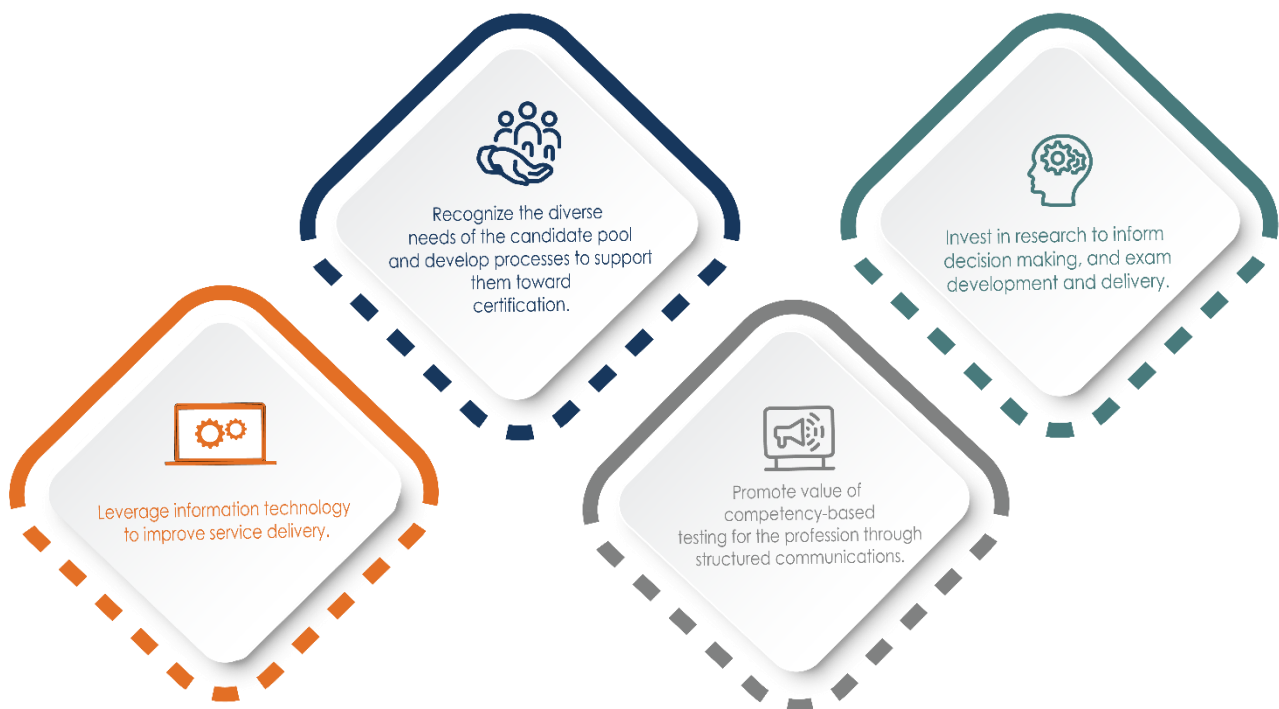 Leverage information technology
to improve service delivery.
Recognize the diverse
needs of the candidate pool
and develop processes to support
them toward
certification.
Promote value of
competency-based
testing for the profession through
structured communications.
Invest in research to inform
decision making, and exam
development and delivery.